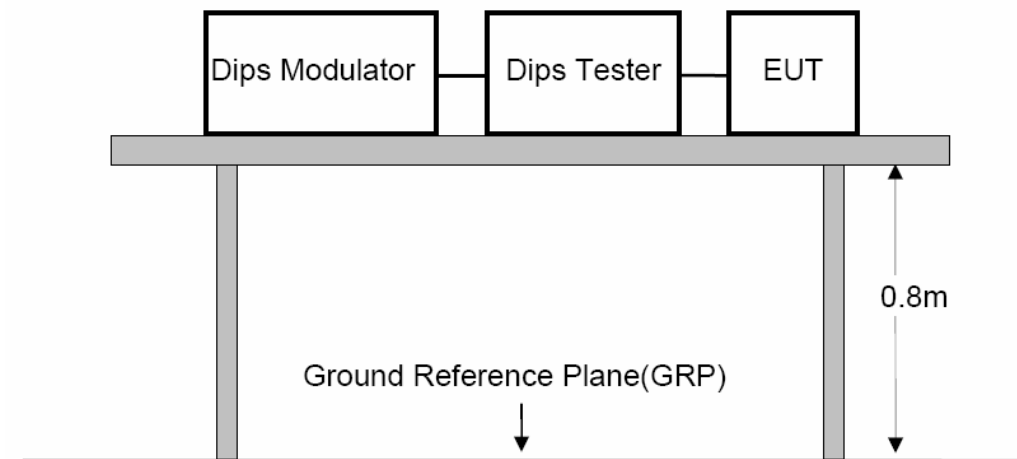 Dips Modulator
Dips Tester
EUT
0.8m
Ground Reference Plane(GRP)